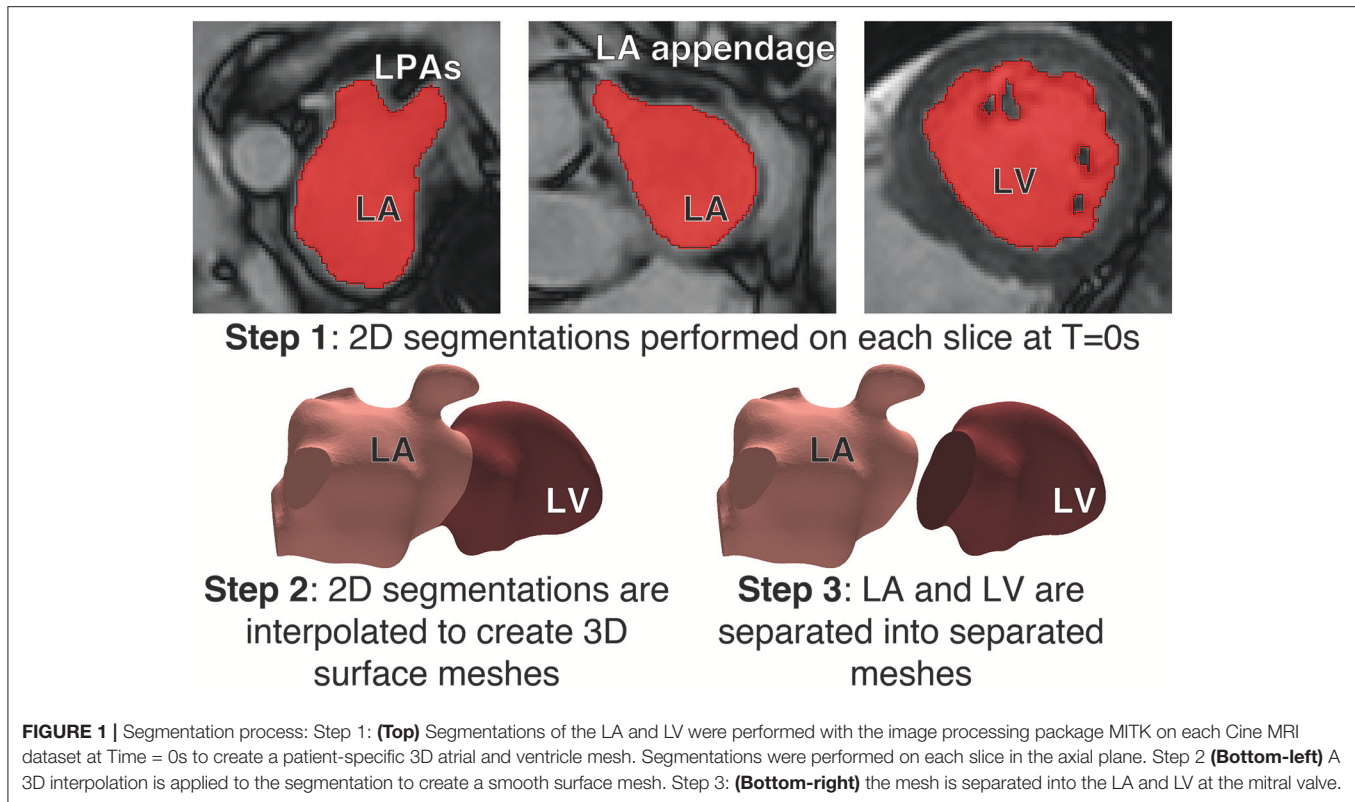 LPAs
LA
LA appendage
LA
LV
Step 1: 2D segmentations performed on each slice at T=0s
LA
LV
Step 2: 2D segmentations are
interpolated to create 3D
surface meshes
LA
LV
Step 3: LA and LV are
separated into separated
meshes
FIGURE 1 | Segmentation process: Step 1: (Top) Segmentations of the LA and LV were performed with the image processing package MITK on each Cine MRI
dataset at Time = 0s to create a patient-specific 3D atrial and ventricle mesh. Segmentations were performed on each slice in the axial plane. Step 2 (Bottom-left) A
3D interpolation is applied to the segmentation to create a smooth surface mesh. Step 3: (Bottom-right) the mesh is separated into the LA and LV at the mitral valve.